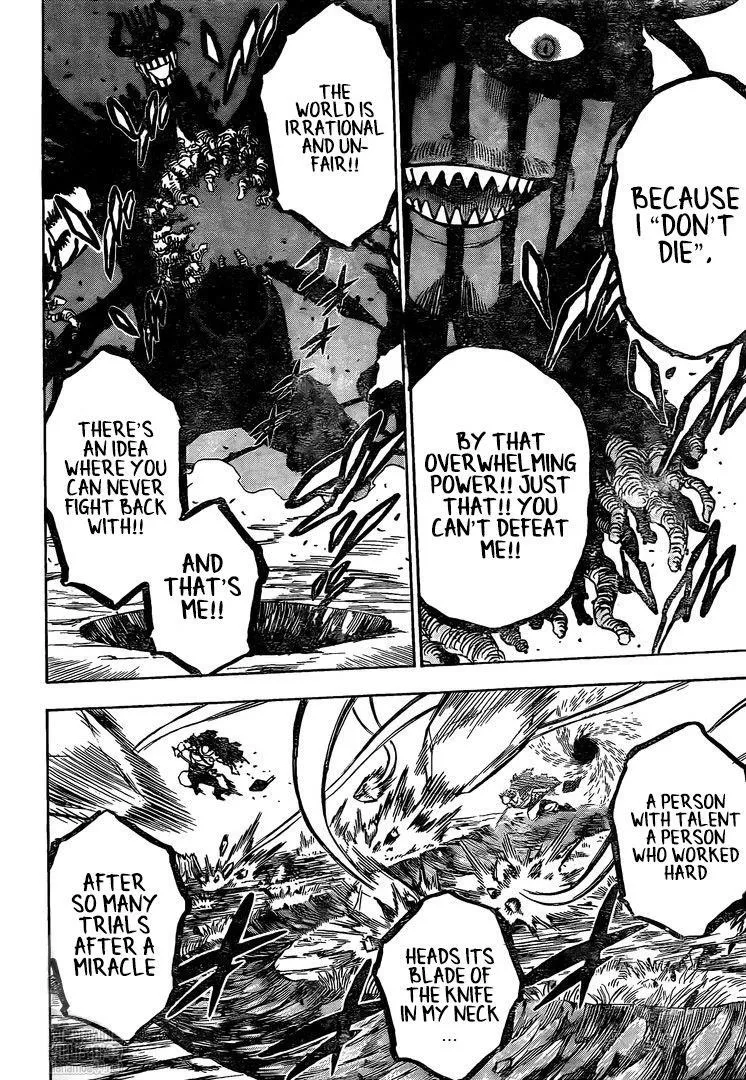 BECAUSE
I "DON'T
DIE".
BY THAT
OVERWHELMING
POWER!! JUST
THAT!! YOU
CAN'T DEFEAT
ME!!
THE
WORLD IS
IRRATIONAL
AND UN-
FAIR!!
THERE'S
AN IDEA
WHERE YOU
CAN NEVER
FIGHT BACK
WITH!!
AND
THAT'S
ME!!
A PERSON
WITH TALENT
A PERSON
WHO WORKED
HARD
HEADS ITS
BLADE OF
THE KNIFE
IN MY NECK
...
AFTER
SO MANY
TRIALS
AFTER A
MIRACLE